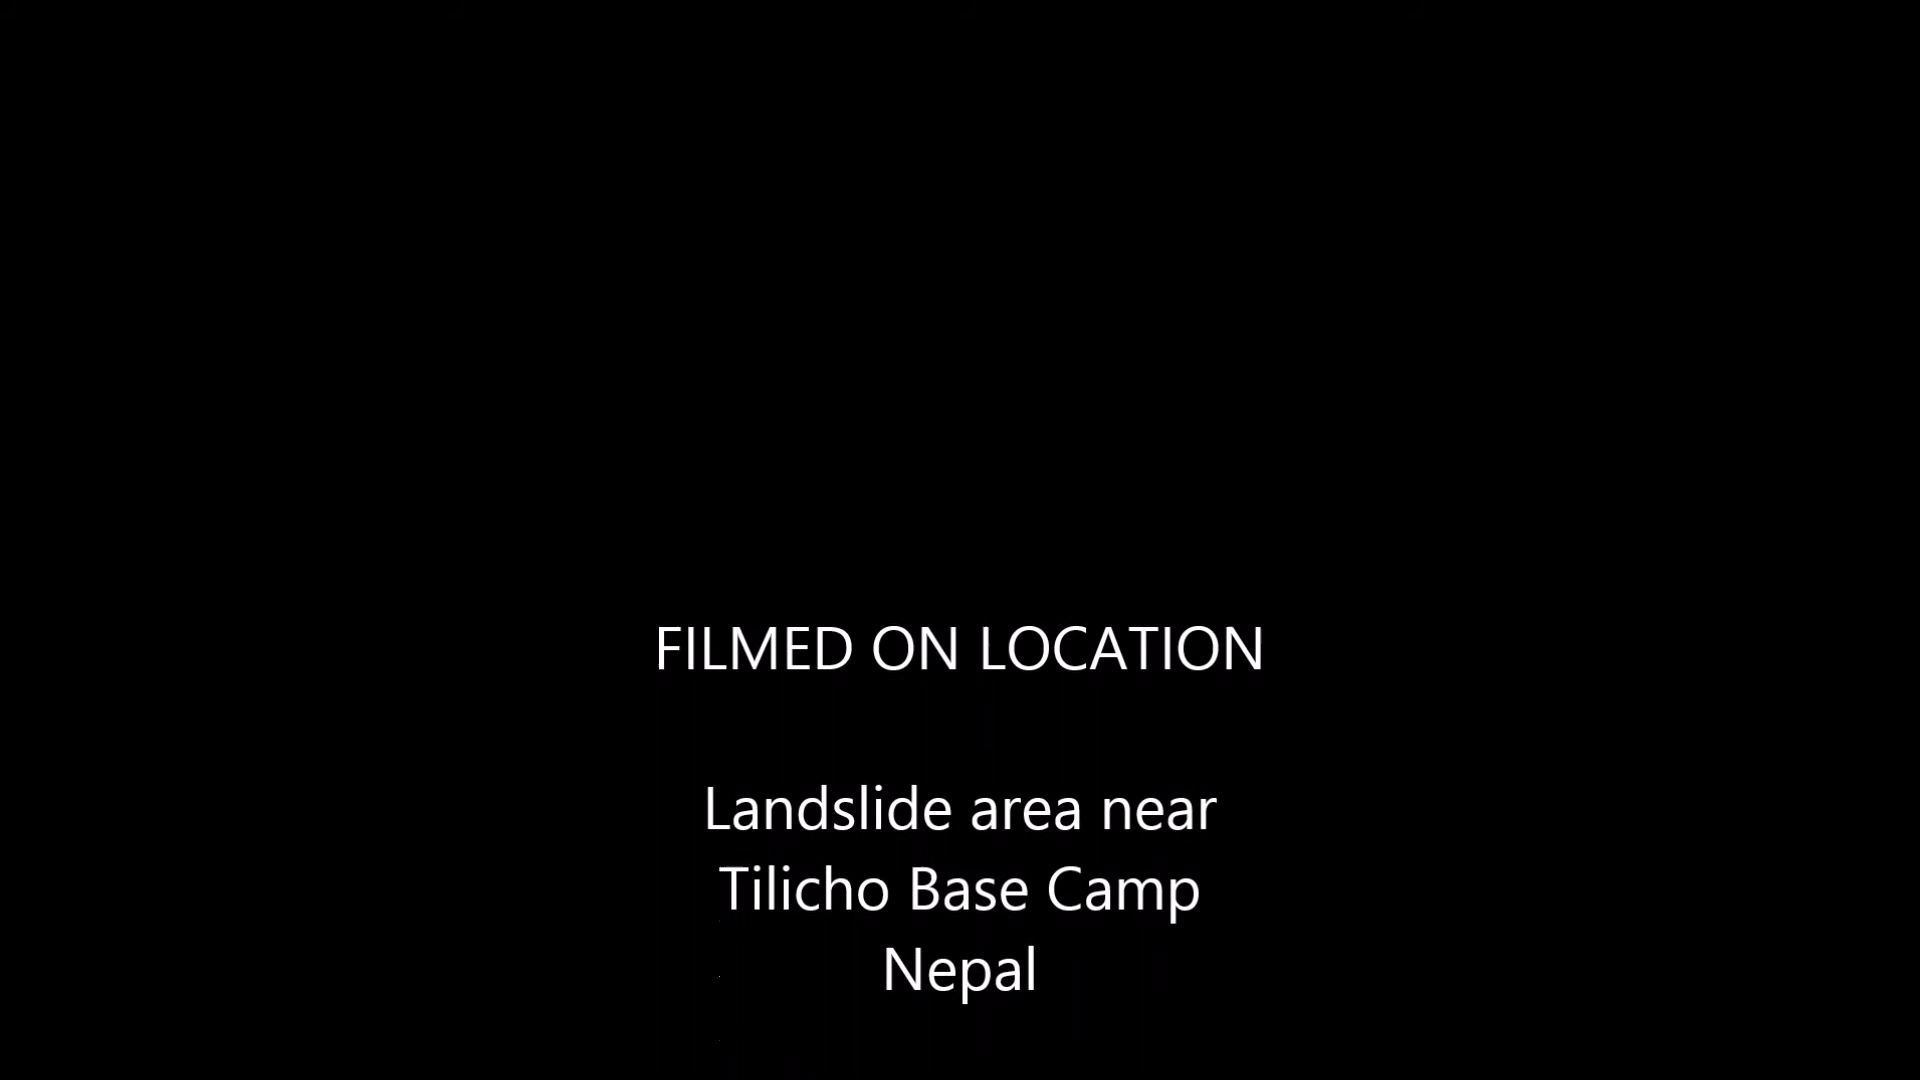 FILMED ON LOCATION
Landslide area near
Tilicho Base Camp
Nepal